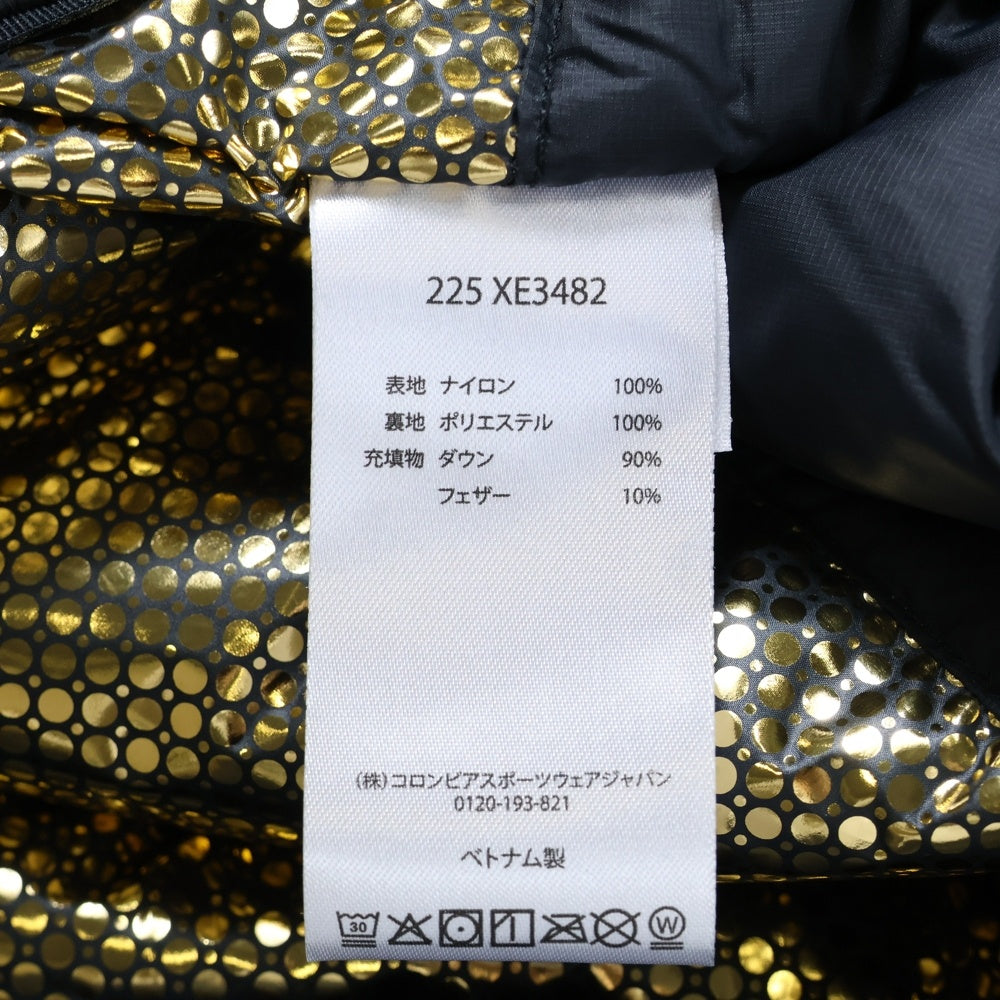 225 XE3482
表地 ナイロン 100%
裏地 ポリエステル 100%
充填物 ダウン 90%
フェザー 10%
(株)コロンビアスポーツウェアジャパン
0120-193-821
ベトナム製
30 W